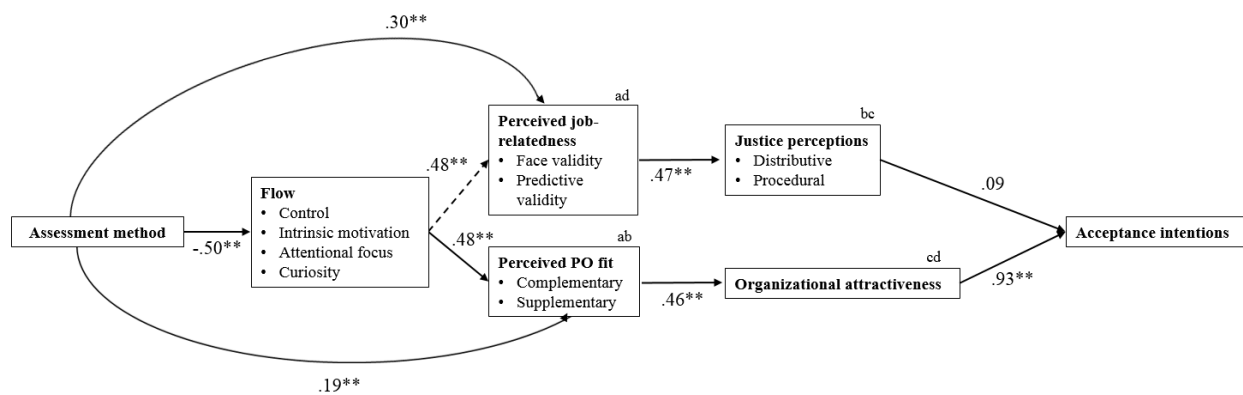 .30**
ad
Perceived job-
relatedness
• Face validity
• Predictive
validity
bc
Justice perceptions
• Distributive
• Procedural
.48**
.47**
.09
Flow
• Control
• Intrinsic motivation
• Attentional focus
• Curiosity
Assessment method
-.50**
.48**
ab
Perceived PO fit
• Complementary
• Supplementary
.46**
cd
Organizational attractiveness
.93**
Acceptance intentions
.19**